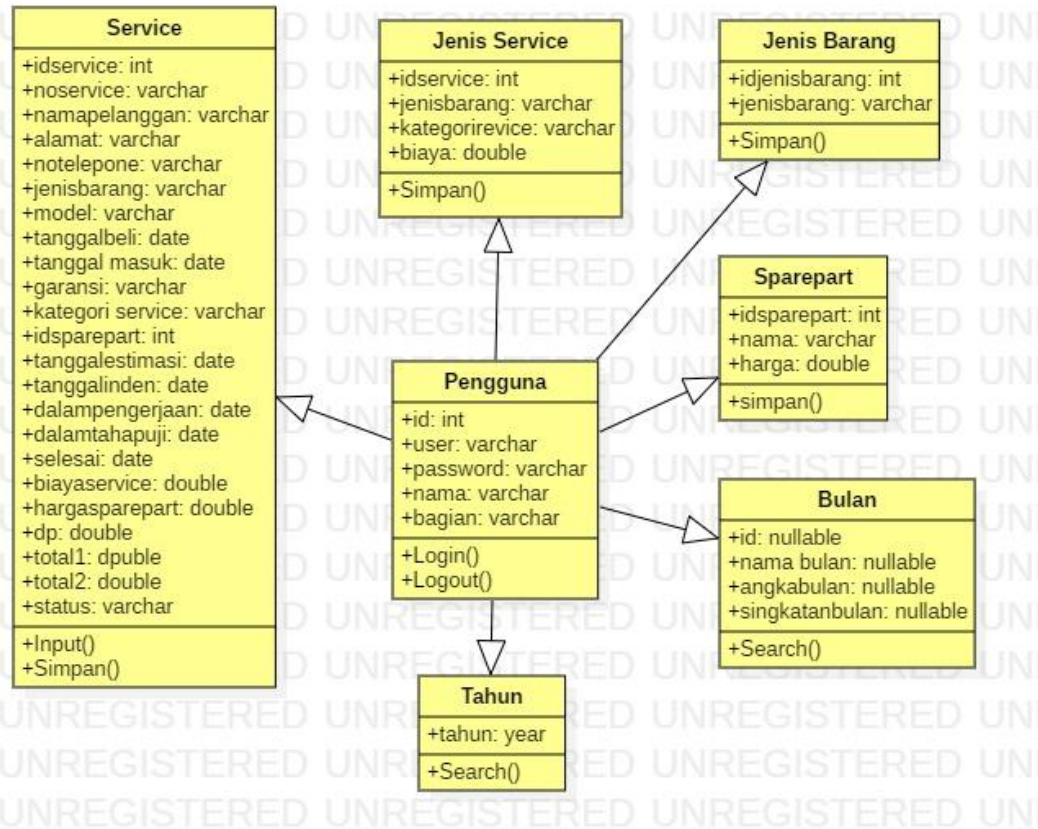 Service
+idservice: int
+noservice: varchar
+namapelanggan: varchar
+alamat: varchar
+notelepone: varchar
+jenisbarang: varchar
+model: varchar
+tanggalbeli: date
+tanggal masuk: date
+garansi: varchar
+kategori service: varchar
+idsparepart: int
+tanggalestimasi: date
+tanggalinden: date
+dalampengerjaan: date
+dalamtahapuji: date
+selesai: date
+biayaservice: double
+hargasparepart: double
+dp: double
+total1: dpuble
+total2: double
+status: varchar
+Input()
+Simpan()
Jenis Service
+idservice: int
+jenisbarang: varchar
+kategorirevice: varchar
+biaya: double
+Simpan()
Jenis Barang
+idjenisbarang: int
+jenisbarang: varchar
+Simpan()
Sparepart
+idsparepart: int
+nama: varchar
+harga: double
+simpan()
Pengguna
+id: int
+user: varchar
+password: varchar
+nama: varchar
+bagian: varchar
+Login()
+Logout()
Bulan
+id: nullable
+nama bulan: nullable
+angkabulan: nullable
+singkatanbulan: nullable
+Search()
Tahun
+tahun: year
+Search()
UNREGISTERED UNREGISTERED UNREGISTERED UNI